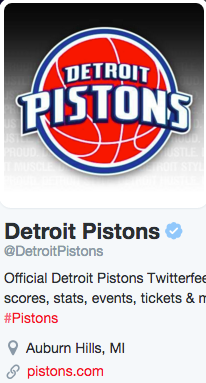 DETROIT
PISTONS
Detroit Pistons
@DetroitPistons
Official Detroit Pistons Twitterfee
scores, stats, events, tickets & m
#Pistons
Auburn Hills, MI
pistons.com